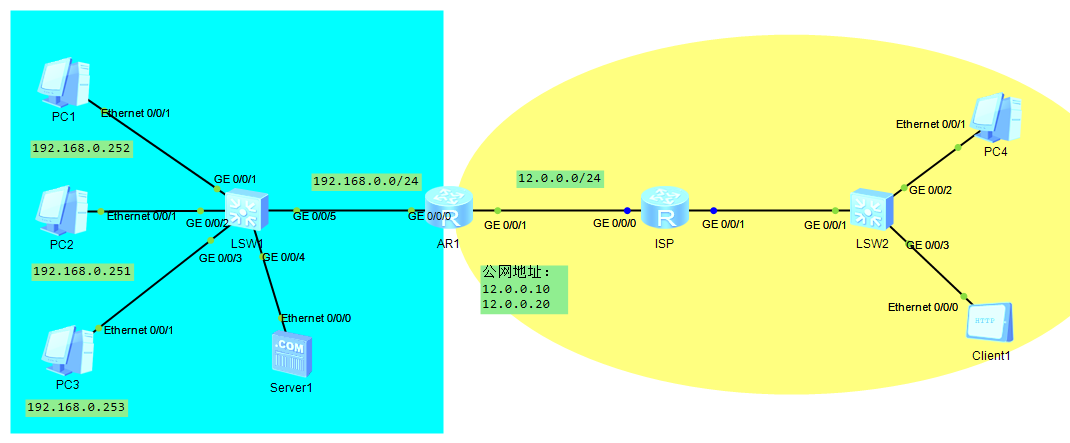 Ethernet 0/0/1
PC1
192.168.0.252
GE 0/0/1
Ethernet 0/0/1
PC2
192.168.0.251
GE 0/0/2
LSW1
GE 0/0/3
GE 0/0/4
GE 0/0/5
Ethernet 0/0/1
PC3
192.168.0.253
Ethernet 0/0/0
.COM
Server1
192.168.0.0/24
GE 0/0/0
R
AR1
GE 0/0/1
12.0.0.0/24
公网地址:
12.0.0.10
12.0.0.20
GE 0/0/0
R
ISP
GE 0/0/1
GE 0/0/1
LSW2
GE 0/0/2
Ethernet 0/0/1
PC4
GE 0/0/3
Ethernet 0/0/0
HTTP
Client1